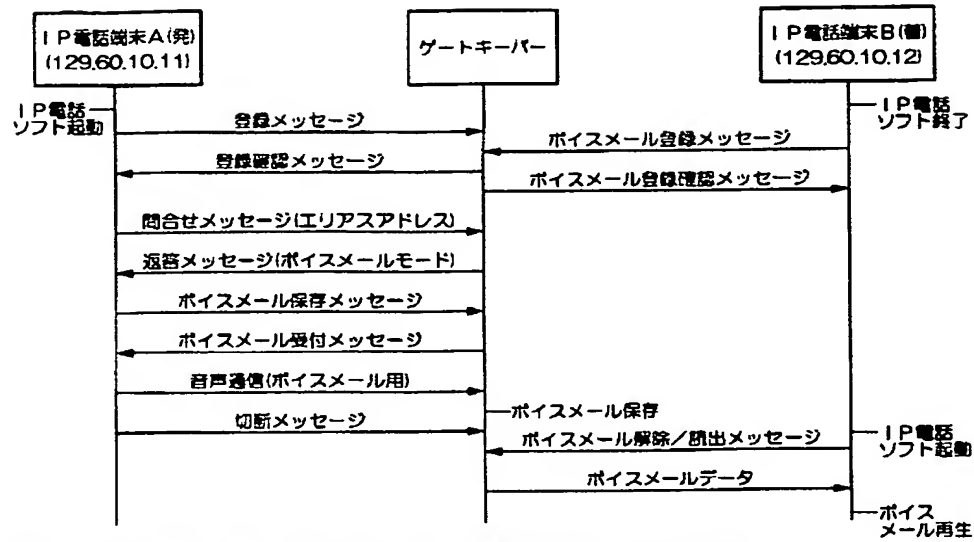 IP電話端末A(発)
(129.60.10.11)
ゲートキーパー
IP電話端末B(着)
(129.60.10.12)
IP電話
ソフト起動
IP電話
ソフト終了
登録メッセージ
ボイスメール登録メッセージ
登録確認メッセージ
ボイスメール登録確認メッセージ
問合せメッセージ(エリアスアドレス)
返答メッセージ(ボイスメールモード)
ボイスメール保存メッセージ
ボイスメール受付メッセージ
音声通信(ボイスメール用)
切断メッセージ
ボイスメール保存
ボイスメール解除/読出メッセージ
IP電話
ソフト起動
ボイスメールデータ
ボイス
メール再生